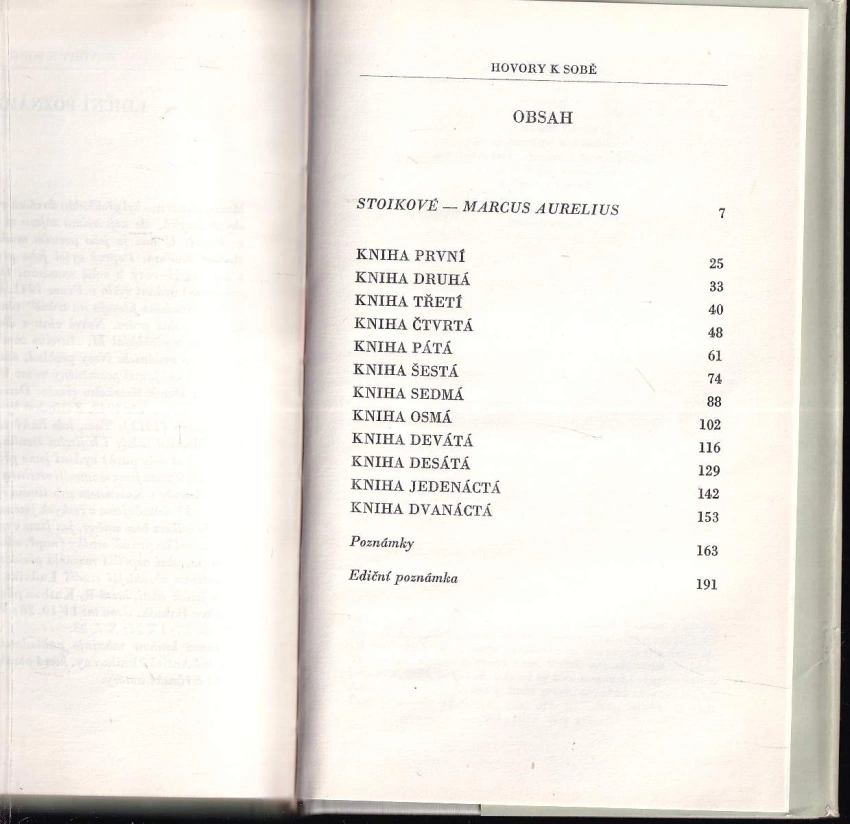 HOVORY K SOBĚ
OBSAH
STOIKOVÉ — MARCUS AURELIUS 7
KNIHA PRVNÍ 25
KNIHA DRUHÁ 33
KNIHA TŘETÍ 40
KNIHA ČTVRTÁ 48
KNIHA PÁTÁ 61
KNIHA ŠESTÁ 74
KNIHA SEDMÁ 88
KNIHA OSMÁ 102
KNIHA DEVÁTÁ 116
KNIHA DESÁTÁ 129
KNIHA JEDENÁCTÁ 142
KNIHA DVANÁCTÁ 153
Poznámky 163
Ediční poznámka 191